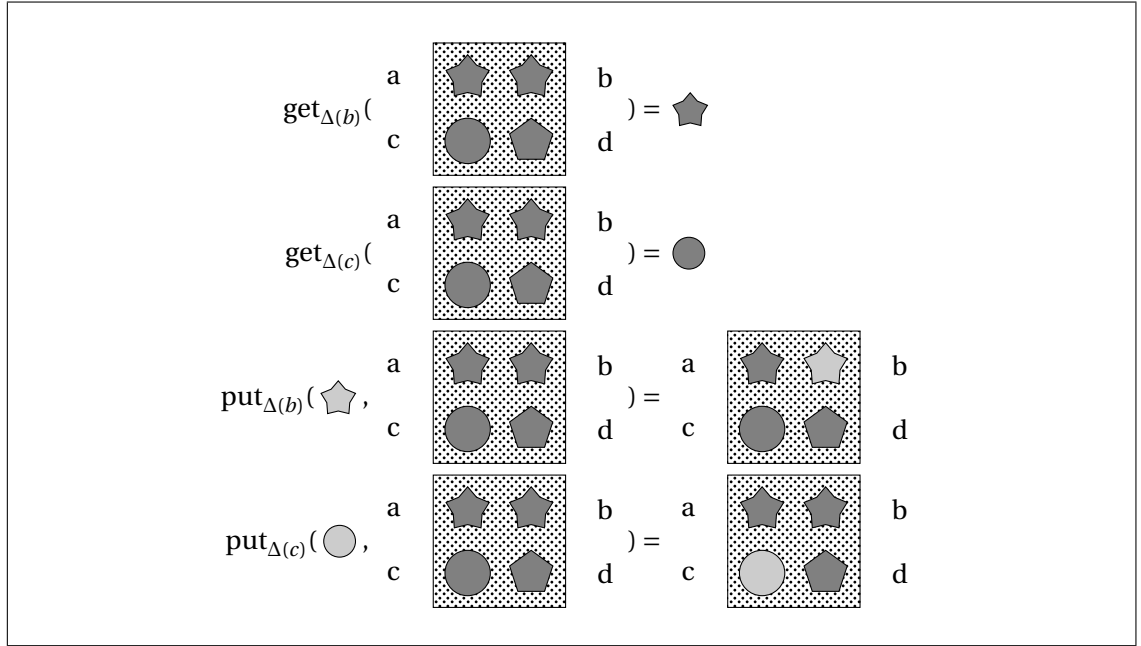 a b
get_Δ(b)( ) =
c d
a b
get_Δ(c)( ) =
c d
a b a b
put_Δ(b)( , ) =
c d c d
a b a b
put_Δ(c)( , ) =
c d c d